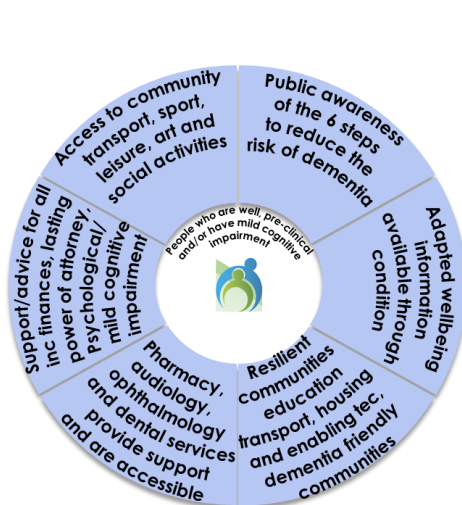 Public awareness
of the 6 steps
to reduce the
risk of dementia
Adapted wellbeing
information
available through
condition
Resilient
communities
education
transport, housing
and enabling tec,
dementia friendly
communities
Pharmacy,
audiology,
ophthalmology
and dental services
provide support
and are accessible
Support/advice for all
inc finances, lasting
power of attorney,
Psychological/
mild cognitive
impairment
Access to community
transport, sport,
leisure, art and
social activities
People who are well, pre-clinical
and/or have mild cognitive
impairment